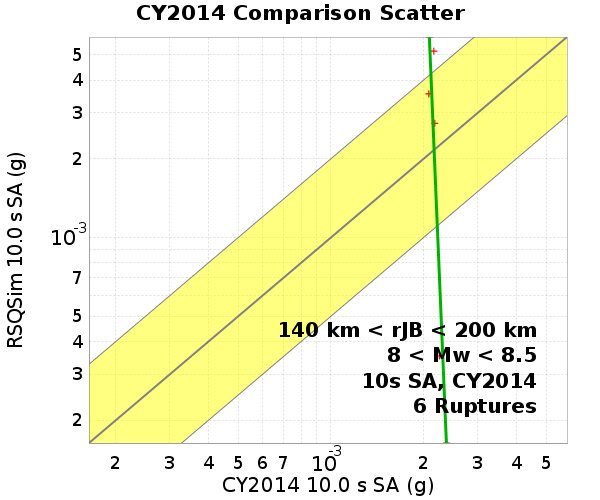 CY2014 Comparison Scatter
RSQSim 10.0 s SA (g)
5
4
3
2
10-3
7
5
4
3
2
140 km < rJB < 200 km
8 < Mw < 8.5
10s SA, CY2014
6 Ruptures
2 3 4 5 6 7 10-3 2 3 4 5
CY2014 10.0 s SA (g)